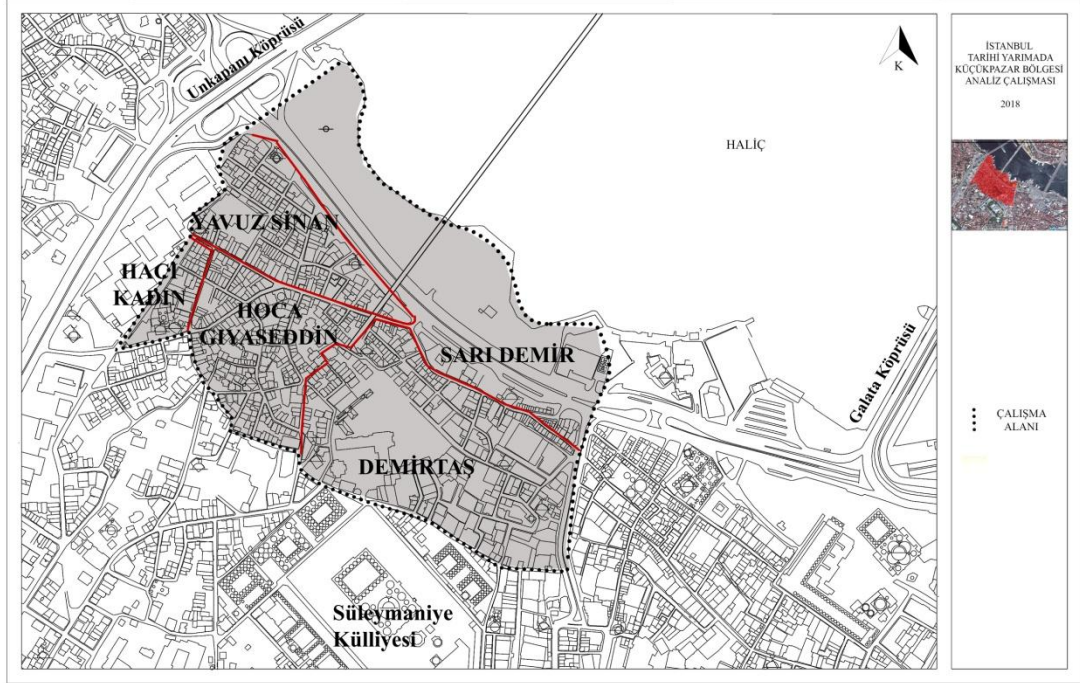 Unkapanı Köprüsü
K
HALİÇ
YAVUZ SİNAN
HACI
KADIN
HOCA
GIYASEDDİN
SARI DEMİR
DEMİRTAŞ
Galata Köprüsü
Süleymaniye
Külliyesi
İSTANBUL
TARİHİ YARIMADA
KÜÇÜKPAZAR BÖLGESİ
ANALİZ ÇALIŞMASI
2018
ÇALIŞMA
ALANI